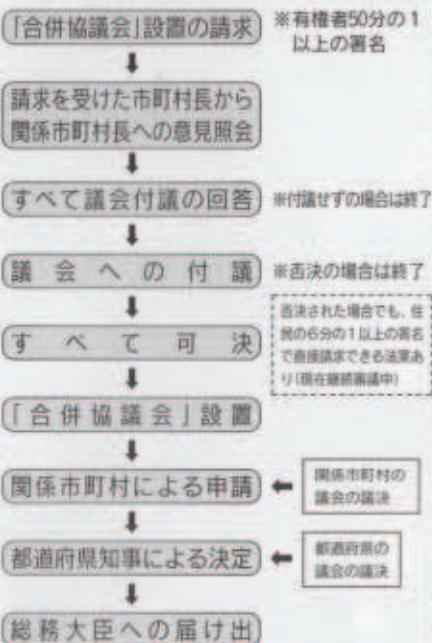 「合併協議会」設置の請求
※有権者50分の1
以上の署名
請求を受けた市町村長から
関係市町村長への意見照会
すべて議会付議の回答
※付議せずの場合は終了
議会への付議
※否決の場合は終了
否決された場合でも、住
民の6分の1以上の署名
で直接請求できる法案あ
り(現在継続審議中)
すべて可決
「合併協議会」設置
関係市町村による申請
関係市町村の
議会の議決
都道府県知事による決定
都道府県の
議会の議決
総務大臣への届け出